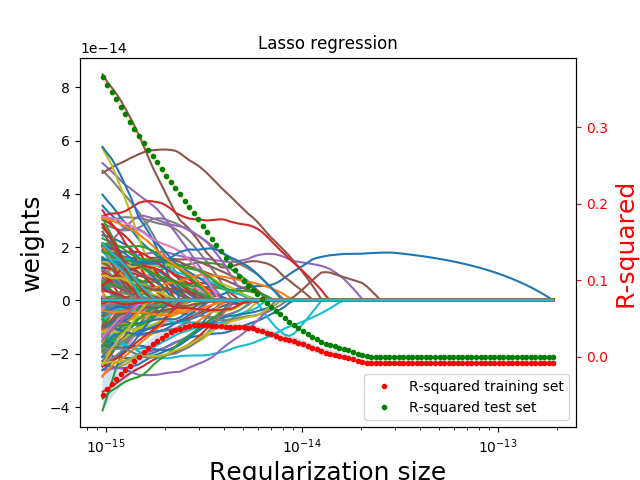 Lasso regression
1e−14
8
6
4
2
0
−2
−4
weights
0.3
0.2
0.1
0.0
R-squared
R-squared training set
R-squared test set
10⁻¹⁵
10⁻¹⁴
10⁻¹³
Regularization size